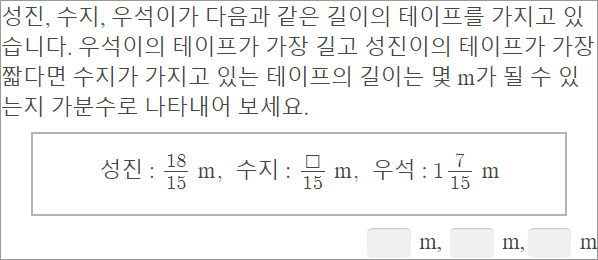 성진, 수지, 우석이가 다음과 같은 길이의 테이프를 가지고 있
습니다. 우석이의 테이프가 가장 길고 성진이의 테이프가 가장
짧다면 수지가 가지고 있는 테이프의 길이는 몇 m가 될 수 있
는지 가분수로 나타내어 보세요.
성진 : 18/15 m, 수지 : □/15 m, 우석 : 1 7/15 m
m, m, m